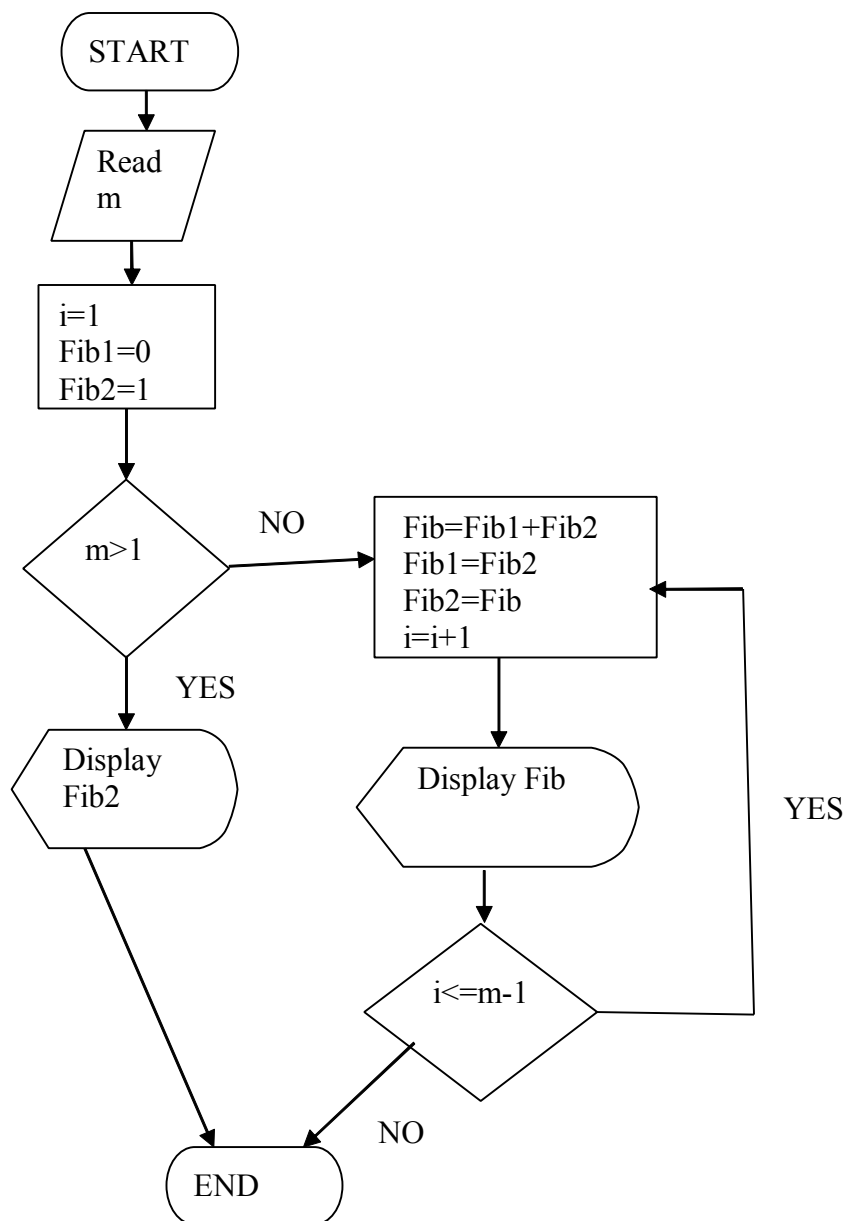 START
Read
m
i=1
Fib1=0
Fib2=1
m>1
NO
Fib=Fib1+Fib2
Fib1=Fib2
Fib2=Fib
i=i+1
YES
Display
Fib2
Display Fib
YES
i<=m-1
NO
END